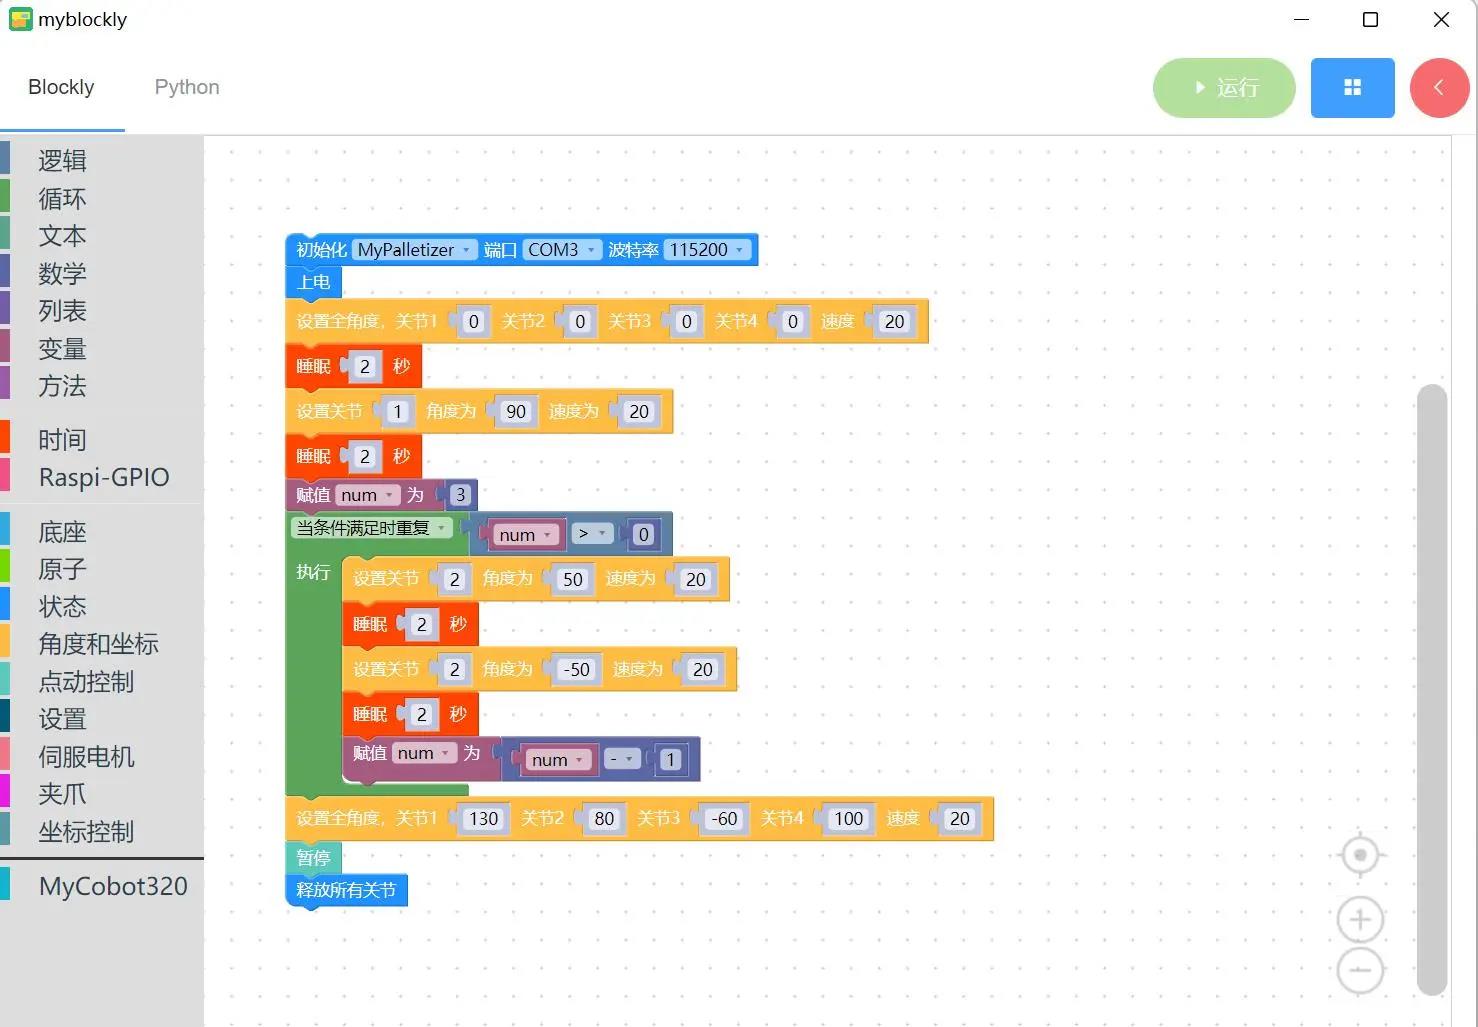 myblockly
Blockly Python 运行
逻辑
循环
文本
数学
列表
变量
方法
时间
Raspi-GPIO
底座
原子
状态
角度和坐标
点动控制
设置
伺服电机
夹爪
坐标控制
MyCobot320
初始化 MyPalletizer 端口 COM3 波特率 115200
上电
设置全角度, 关节1 0 关节2 0 关节3 0 关节4 0 速度 20
睡眠 2 秒
设置关节 1 角度为 90 速度为 20
睡眠 2 秒
赋值 num 为 3
当条件满足时重复 num > 0
执行 设置关节 2 角度为 50 速度为 20
睡眠 2 秒
设置关节 2 角度为 -50 速度为 20
睡眠 2 秒
赋值 num 为 num - 1
设置全角度, 关节1 130 关节2 80 关节3 -60 关节4 100 速度 20
暂停
释放所有关节